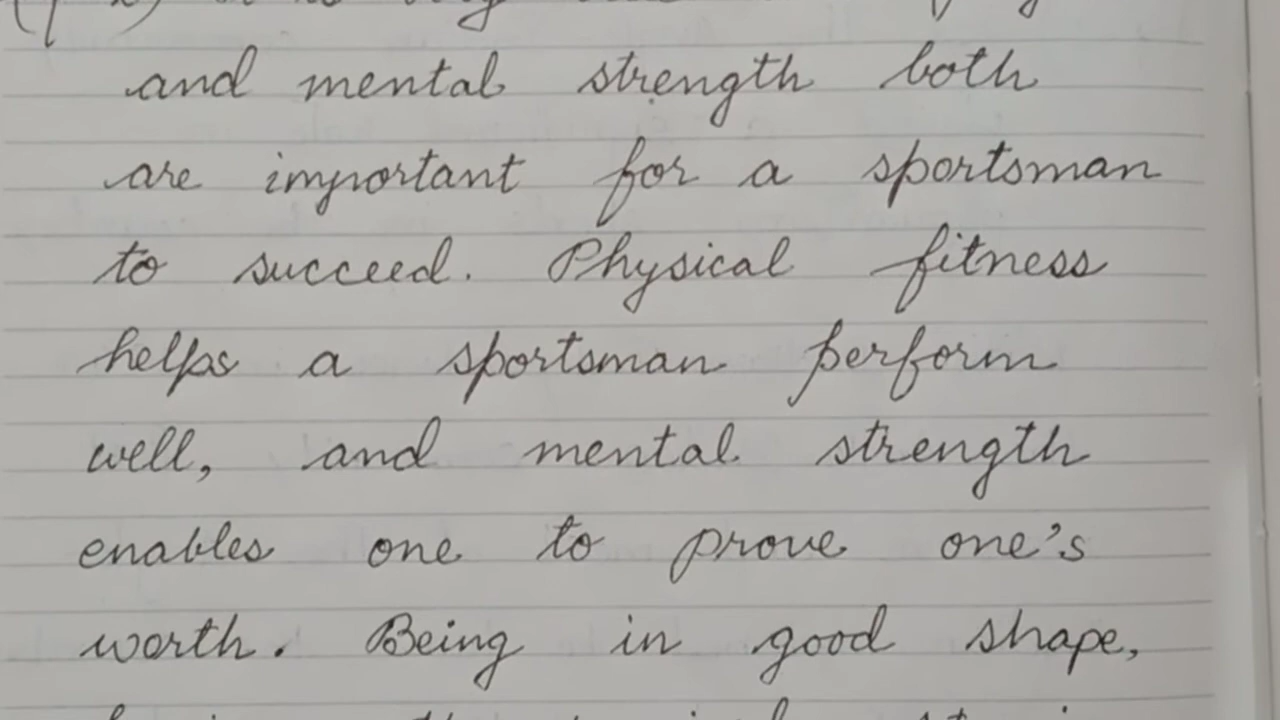 and mental strength both
are important for a sportsman
to succeed. Physical fitness
helps a sportsman perform
well, and mental strength
enables one to prove one's
worth. Being in good shape,